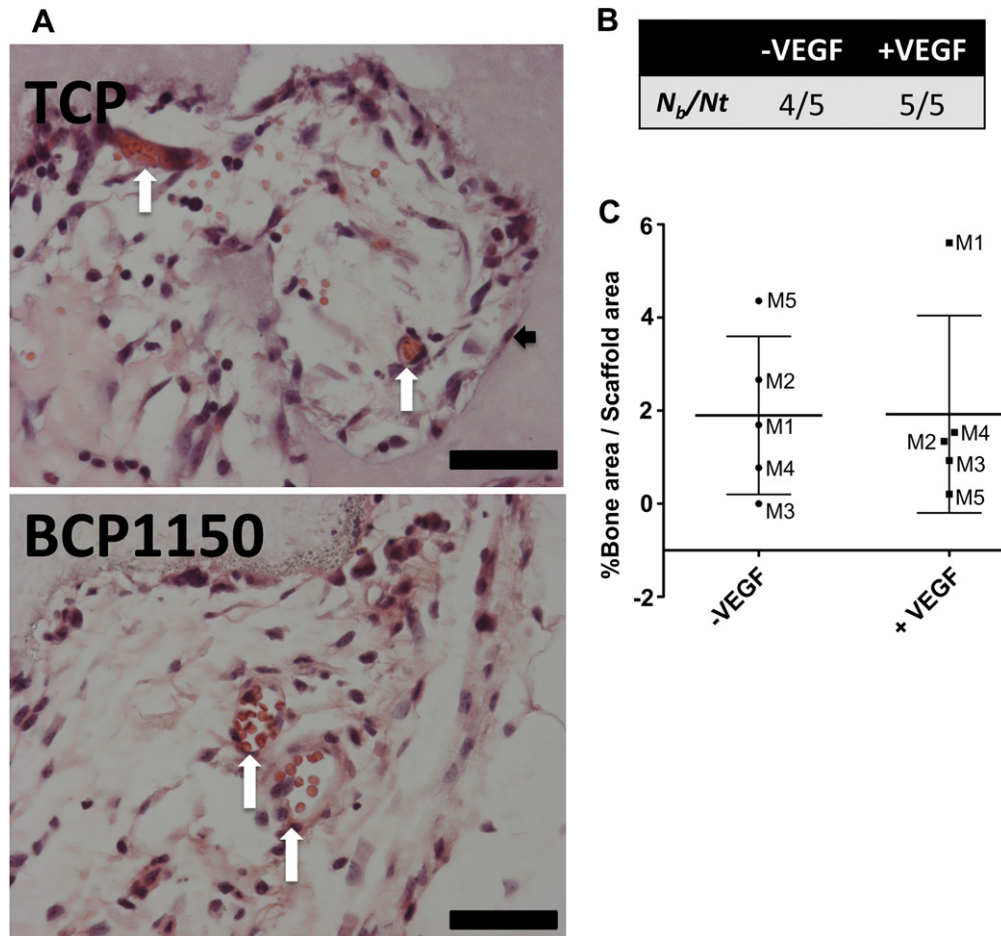 A
TCP
BCP1150
B
-VEGF +VEGF
Nb/Nt 4/5 5/5
C
%Bone area / Scaffold area
6
4
2
0
-2
M5
M2
M1
M4
M3
M1
M4
M2
M3
M5
-VEGF
+ VEGF